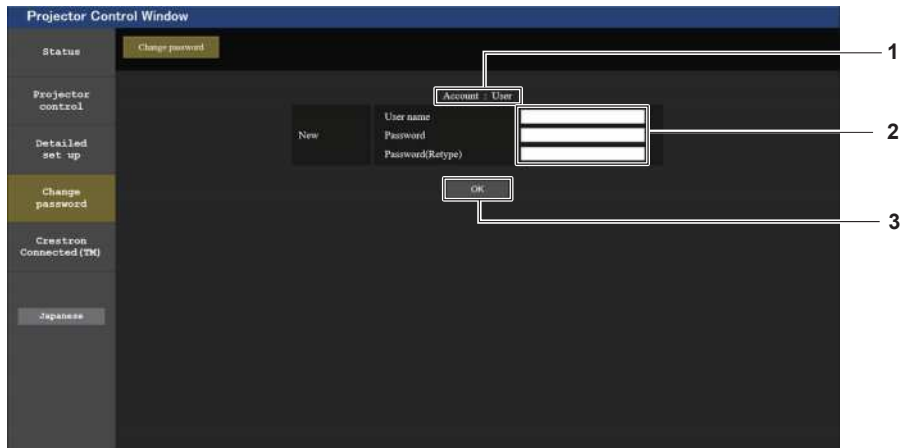 Projector Control Window
Status
Change password
1
Projector
control
Account : User
User name
2
New
Password
Detailed
set up
Password(Retype)
Change
password
OK
3
Crestron
Connected(TM)
Japanese